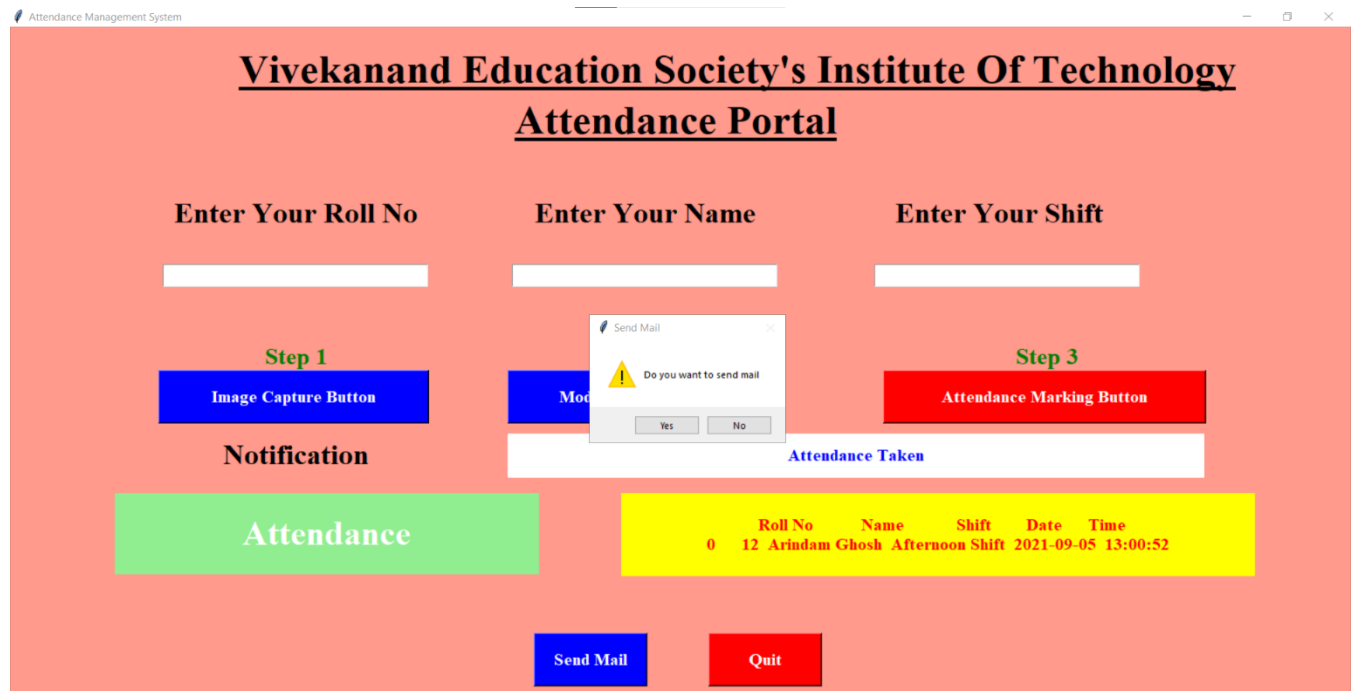 Attendance Management System
Vivekanand Education Society's Institute Of Technology
Attendance Portal
Enter Your Roll No Enter Your Name Enter Your Shift
Send Mail
Do you want to send mail
Yes No
Step 1 Step 3
Image Capture Button Attendance Marking Button
Notification Attendance Taken
Attendance
Roll No Name Shift Date Time
0 12 Arindam Ghosh Afternoon Shift 2021-09-05 13:00:52
Send Mail Quit